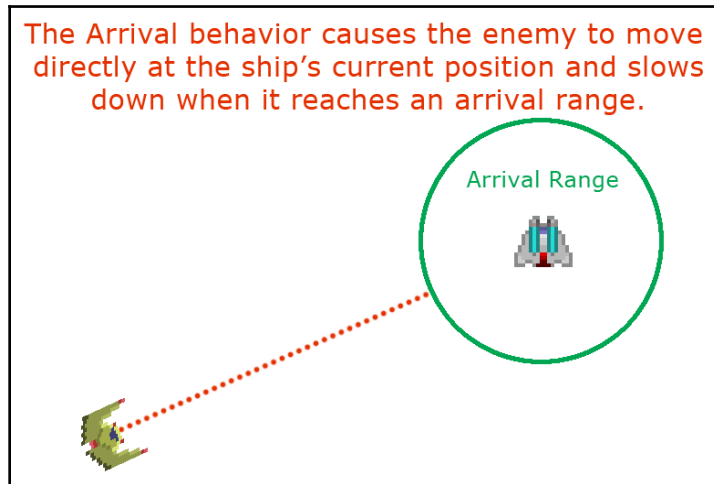 The Arrival behavior causes the enemy to move
directly at the ship’s current position and slows
down when it reaches an arrival range.
Arrival Range